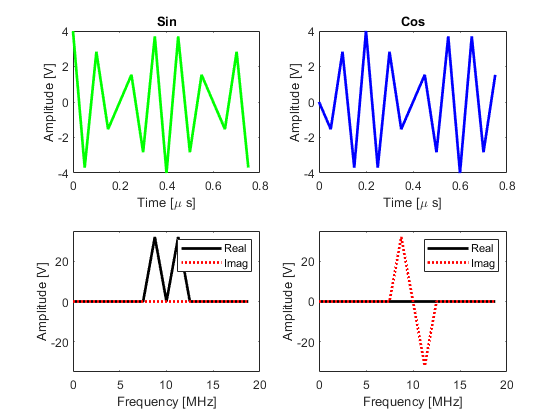 Sin
Amplitude [V]
4
2
0
-2
-4
0
0.2
0.4
0.6
0.8
Time [μ s]
Cos
Amplitude [V]
4
2
0
-2
-4
0
0.2
0.4
0.6
0.8
Time [μ s]
Amplitude [V]
20
0
-20
Real
Imag
0
5
10
15
20
Frequency [MHz]
Amplitude [V]
20
0
-20
Real
Imag
0
5
10
15
20
Frequency [MHz]